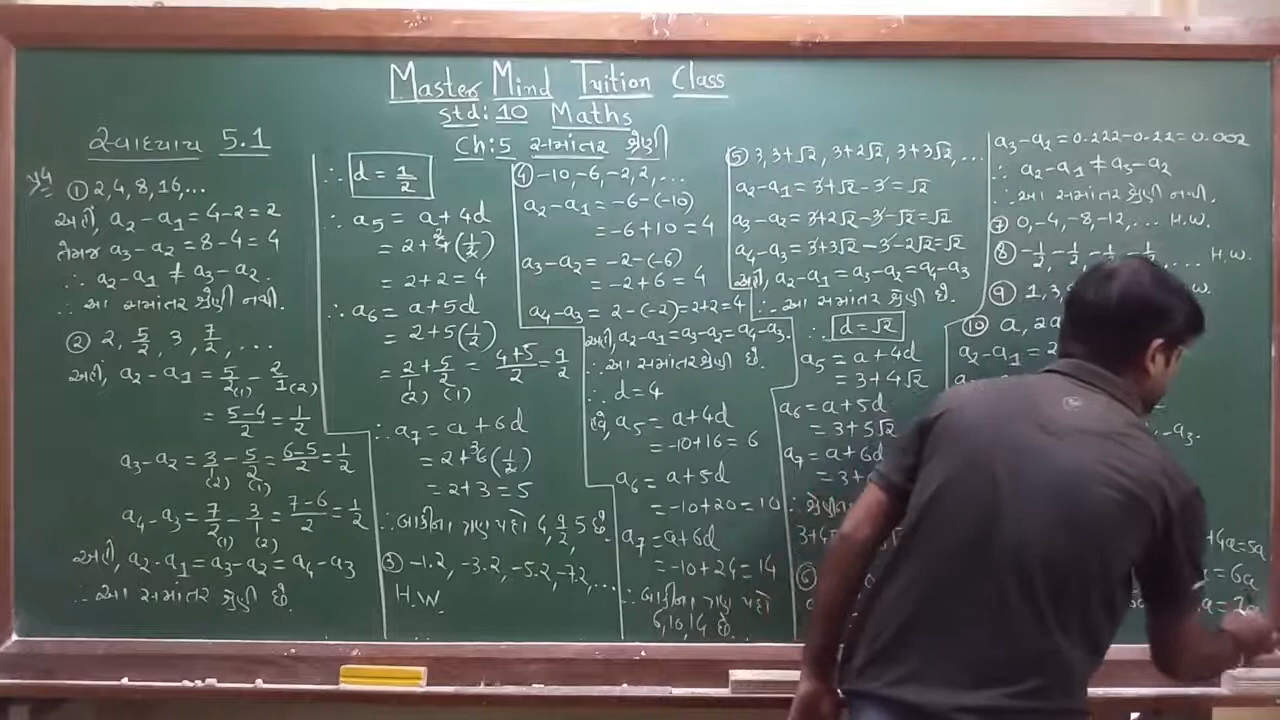 Master Mind Tuition Class
std: 10 Maths
Ch:5 સમાંતર શ્રેણી
સ્વાધ્યાય 5.1
① 2, 4, 8, 16, ...
અહીં, a₂ - a₁ = 4 - 2 = 2
તેમજ a₃ - a₂ = 8 - 4 = 4
∴ a₂ - a₁ ≠ a₃ - a₂.
∴ આ સમાંતર શ્રેણી નથી.
② 2, 5/2, 3, 7/2, ...
અહીં, a₂ - a₁ = 5/2 (1) - 2/1 (2)
= 5-4/2 = 1/2
a₃ - a₂ = 3/1 (2) - 5/2 (1) = 6-5/2 = 1/2
a₄ - a₃ = 7/2 (1) - 3/1 (2) = 7-6/2 = 1/2
અહીં, a₂ - a₁ = a₃ - a₂ = a₄ - a₃
∴ આ સમાંતર શ્રેણી છે.
∴ d = 1/2
∴ a₅ = a + 4d
= 2 + 4(1/2)
= 2 + 2 = 4
∴ a₆ = a + 5d
= 2 + 5(1/2)
= 2/1 (2) + 5/2 (1) = 4+5/2 = 9/2
∴ a₇ = a + 6d
= 2 + 6(1/2)
= 2 + 3 = 5
∴ બાકીના ત્રણ પદો 4, 9/2, 5 છે.
③ -1.2, -3.2, -5.2, -7.2, ...
H.W.
④ -10, -6, -2, 2, ...
a₂ - a₁ = -6 - (-10)
= -6 + 10 = 4
a₃ - a₂ = -2 - (-6)
= -2 + 6 = 4
a₄ - a₃ = 2 - (-2) = 2 + 2 = 4
અહીં, a₂ - a₁ = a₃ - a₂ = a₄ - a₃.
∴ આ સમાંતર શ્રેણી છે.
∴ d = 4
હવે, a₅ = a + 4d
= -10 + 16 = 6
a₆ = a + 5d
= -10 + 20 = 10
a₇ = a + 6d
= -10 + 24 = 14
∴ બાકીના ત્રણ પદો
6, 10, 14 છે.
⑤ 3, 3+√2, 3+2√2, 3+3√2, ...
a₂ - a₁ = 3 + √2 - 3 = √2
a₃ - a₂ = 3 + 2√2 - 3 - √2 = √2
a₄ - a₃ = 3 + 3√2 - 3 - 2√2 = √2
અહીં, a₂ - a₁ = a₃ - a₂ = a₄ - a₃
∴ આ સમાંતર શ્રેણી છે.
∴ d = √2
a₅ = a + 4d
= 3 + 4√2
a₆ = a + 5d
= 3 + 5√2
a₇ = a + 6d
= 3 +
⑥
a₃ - a₂ = 0.222 - 0.22 = 0.002
∴ a₂ - a₁ ≠ a₃ - a₂
∴ આ સમાંતર શ્રેણી નથી.
⑦ 0, -4, -8, -12, ... H.W.
⑧ -1/2, -1/2, -1/2, -1/2, ... H.W.
⑨ 1, 3,
⑩ a, 2a
a₂ - a₁ = 2
+ 4a = 5a
= 6a